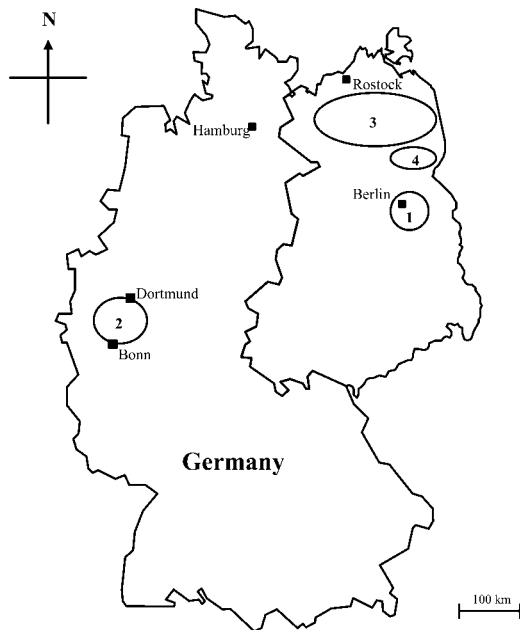 N
Rostock
Hamburg
3
4
Berlin
1
Dortmund
2
Bonn
Germany
100 km